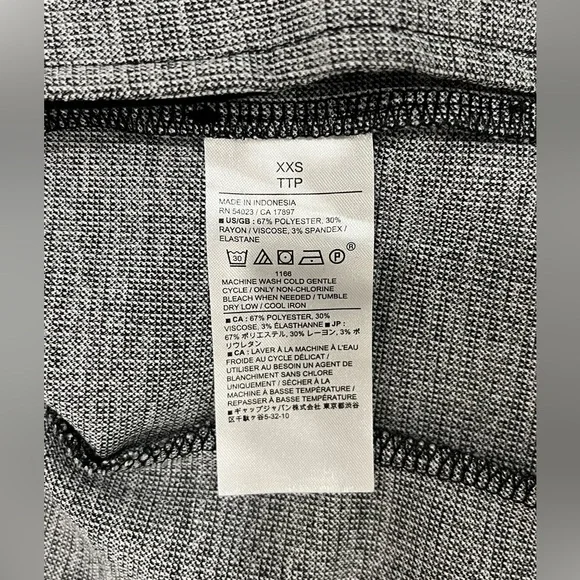 XXS
TTP
MADE IN INDONESIA
RN 54023 / CA 17897
■ US/GB : 67% POLYESTER, 30%
RAYON / VISCOSE, 3% SPANDEX /
ELASTANE
30 P ®
1166
MACHINE WASH COLD GENTLE
CYCLE / ONLY NON-CHLORINE
BLEACH WHEN NEEDED / TUMBLE
DRY LOW / COOL IRON
■ CA : 67% POLYESTER, 30%
VISCOSE, 3% ÉLASTHANNE ■ JP :
67% ポリエステル, 30% レーヨン, 3% ポ
リウレタン
■ CA : LAVER À LA MACHINE À L'EAU
FROIDE AU CYCLE DÉLICAT /
UTILISER AU BESOIN UN AGENT DE
BLANCHIMENT SANS CHLORE
UNIQUEMENT / SÉCHER À LA
MACHINE À BASSE TEMPÉRATURE /
REPASSER À BASSE TEMPÉRATURE
■ ギャップジャパン株式会社 東京都渋谷
区千駄ヶ谷5-32-10